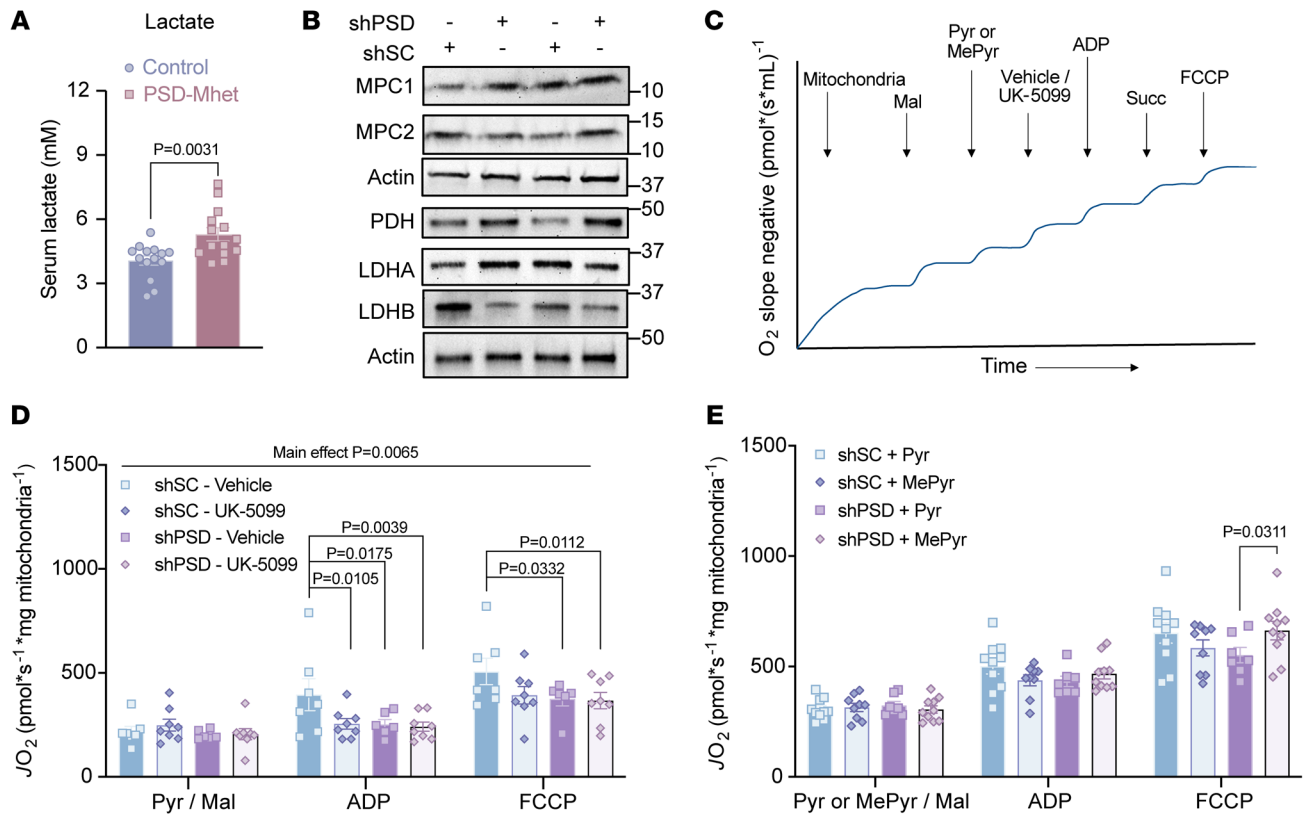 A
Lactate
Control
PSD-Mhet
P=0.0031
12
9
6
3
0
Serum lactate (mM)
B
shPSD - + - +
shSC + - + -
MPC1
10
MPC2
15
10
Actin
37
PDH
50
LDHA
37
LDHB
37
Actin
50
C
Mitochondria
Mal
Pyr or
MePyr
Vehicle /
UK-5099
ADP
Succ
FCCP
O₂ slope negative (pmol*(s*mL)⁻¹
Time
D
Main effect P=0.0065
shSC - Vehicle
shSC - UK-5099
shPSD - Vehicle
shPSD - UK-5099
P=0.0039
P=0.0175
P=0.0105
P=0.0112
P=0.0332
1500
1000
500
0
JO₂ (pmol*s⁻¹ *mg mitochondria⁻¹)
Pyr / Mal
ADP
FCCP
E
shSC + Pyr
shSC + MePyr
shPSD + Pyr
shPSD + MePyr
P=0.0311
1500
1000
500
0
JO₂ (pmol*s⁻¹ *mg mitochondria⁻¹)
Pyr or MePyr / Mal
ADP
FCCP